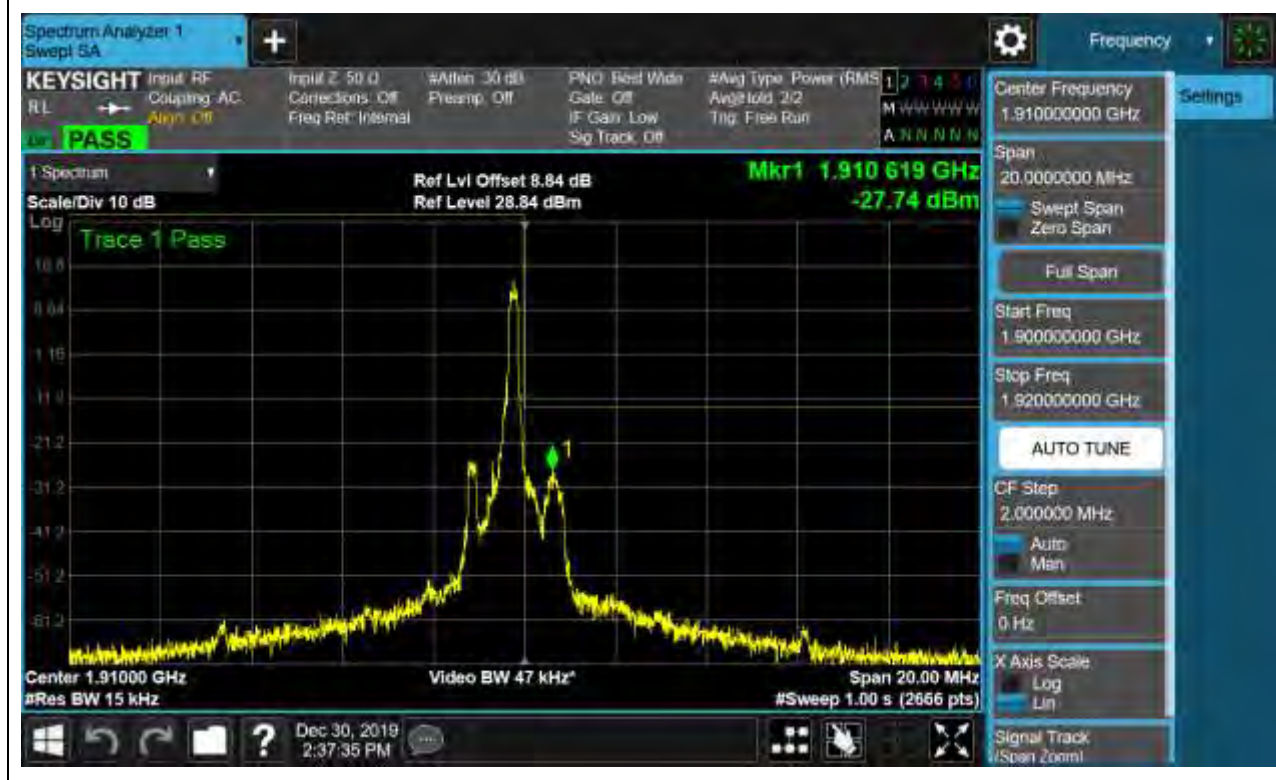 Spectrum Analyzer 1
Swept SA
+
Frequency
KEYSIGHT
Input: RF
Input Z: 50 Ω
#Atten: 30 dB
PNO: Best Wide
#Avg Type: Power (RMS
1 2 3 4 5 6
RL
Coupling: AC
Corrections: Off
Preamp: Off
Gate: Off
Avg|Hold: 2/2
M W W W W W
Align: Off
Freq Ref: Internal
IF Gain: Low
Trig: Free Run
Sig Track: Off
A N N N N N
PASS
1 Spectrum
Scale/Div 10 dB
Ref Lvl Offset 8.84 dB
Ref Level 28.84 dBm
Mkr1 1.910 619 GHz
-27.74 dBm
Log
Trace 1 Pass
18.8
8.84
-1.16
-11.2
-21.2
-31.2
-41.2
-51.2
-61.2
1
Center 1.91000 GHz
Video BW 47 kHz*
Span 20.00 MHz
#Res BW 15 kHz
#Sweep 1.00 s (2666 pts)
Dec 30, 2019
2:37:35 PM
?
Center Frequency
1.910000000 GHz
Settings
Span
20.0000000 MHz
Swept Span
Zero Span
Full Span
Start Freq
1.900000000 GHz
Stop Freq
1.920000000 GHz
AUTO TUNE
CF Step
2.000000 MHz
Auto
Man
Freq Offset
0 Hz
X Axis Scale
Log
Lin
Signal Track
(Span Zoom)